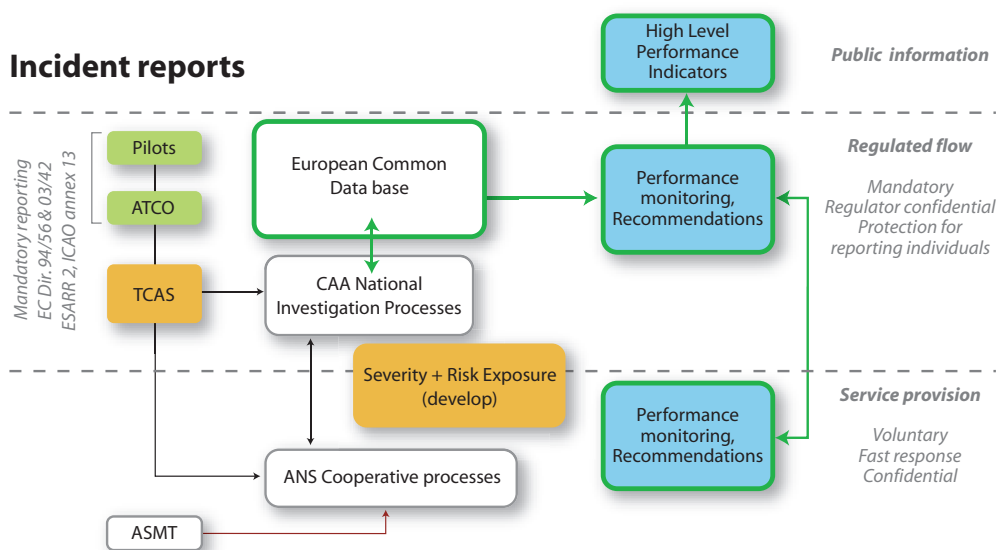 Incident reports
High Level
Performance
Indicators
Public information
Mandatory reporting
EC Dir. 94/56 & 03/42
ESARR 2, ICAO annex 13
Pilots
ATCO
TCAS
European Common
Data base
CAA National
Investigation Processes
Performance
monitoring,
Recommendations
Regulated flow
Mandatory
Regulator confidential
Protection for
reporting individuals
Severity + Risk Exposure
(develop)
ANS Cooperative processes
ASMT
Performance
monitoring,
Recommendations
Service provision
Voluntary
Fast response
Confidential